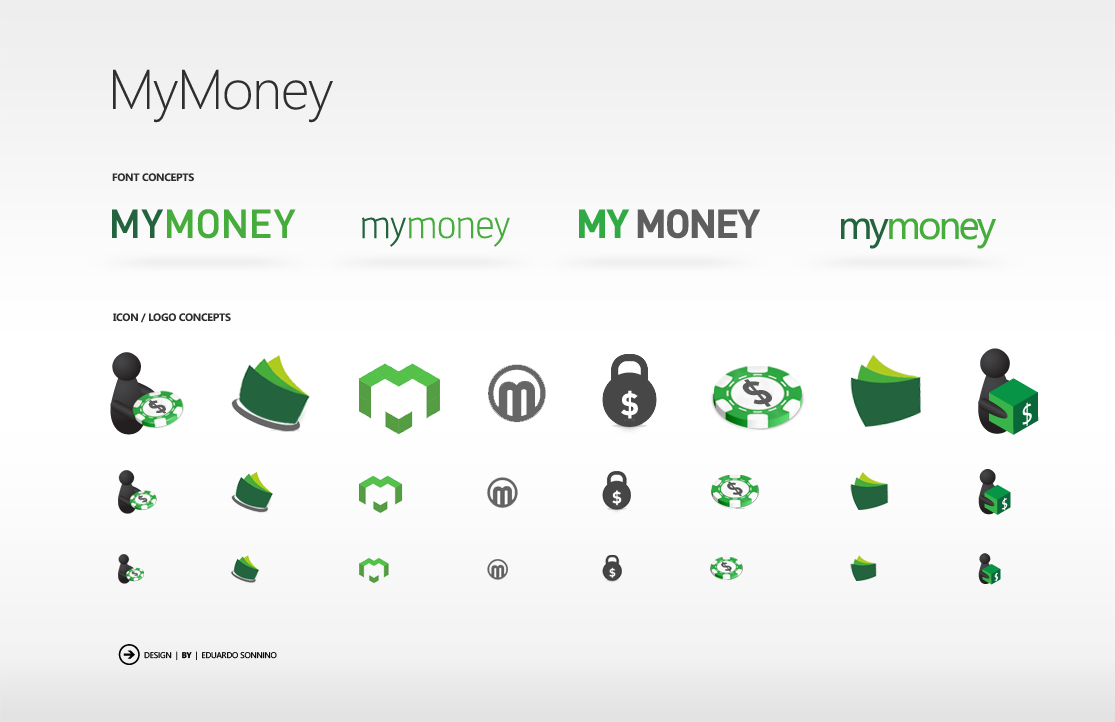 MyMoney
FONT CONCEPTS
MYMONEY mymoney MY MONEY mymoney
ICON / LOGO CONCEPTS
$ m $ $ $
$ m $ $ $
$ m $ $ $
DESIGN | BY | EDUARDO SONNINO